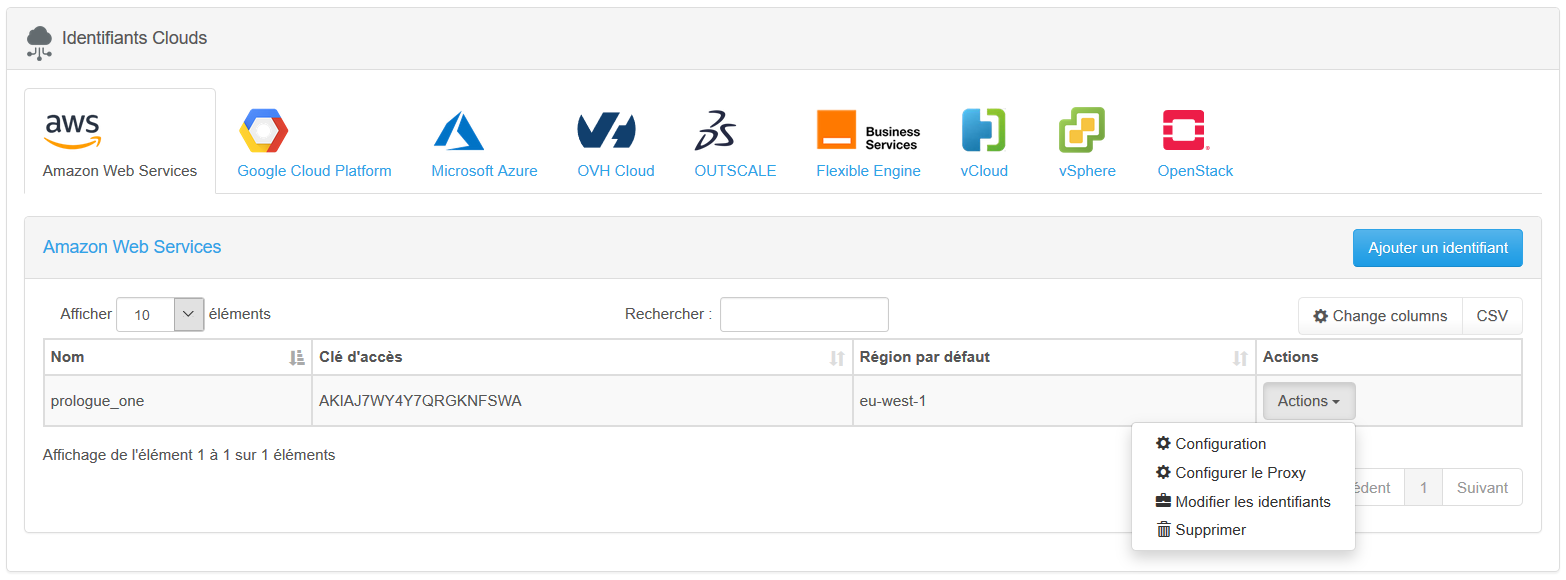 Identifiants Clouds
aws
Business
Services
Amazon Web Services Google Cloud Platform Microsoft Azure OVH Cloud OUTSCALE Flexible Engine vCloud vSphere OpenStack
Amazon Web Services Ajouter un identifiant
Afficher 10 éléments Rechercher : Change columns CSV
Nom Clé d'accès Région par défaut Actions
prologue_one AKIAJ7WY4Y7QRGKNFSWA eu-west-1 Actions
Configuration
Affichage de l'élément 1 à 1 sur 1 éléments
Configurer le Proxy
édent 1 Suivant
Modifier les identifiants
Supprimer